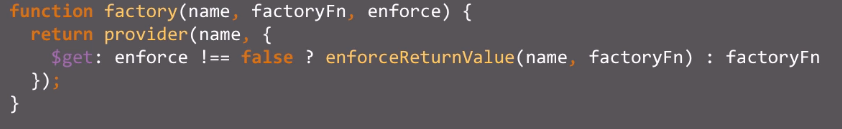 function factory(name, factoryFn, enforce) {
  return provider(name, {
    $get: enforce !== false ? enforceReturnValue(name, factoryFn) : factoryFn
  });
}